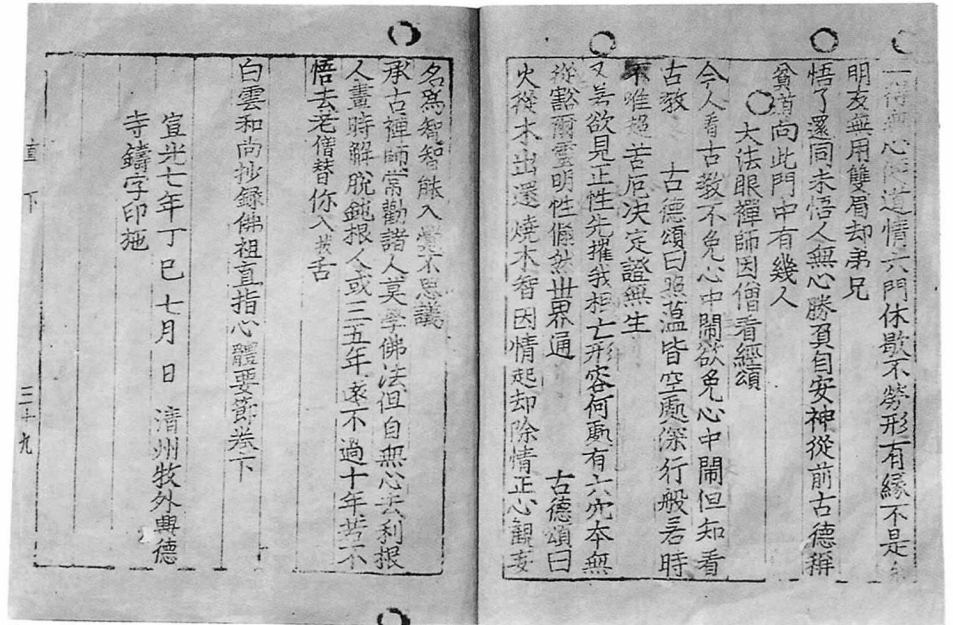 一得無心便道情六門休歇不勞形有緣不是
明友無用雙眉却弟兄
悟了還同未悟人無心勝負自安神從前古德稱
貧道向此門中有幾人
大法眼禪師因僧看經頌
今人看古教不免心中鬧欲免心中鬧但知看
古教 古德頌曰照薀皆空處深行般若時
不唯超苦厄决定證無生
又若欲見正性先摧我相亡形容何處有六穴本無
從豁爾靈明性翛然世界通 古德頌曰
火從木出還燒木智因情起却除情正心觀妄
名為智智能入覺不思議
承古禪師常勸諸人莫學佛法但自無心去利根
人晝時解脫鈍根人或三五年遠不過十年若不
悟去老僧替你入拔舌
白雲和尚抄錄佛祖直指心體要節卷下
宣光七年丁巳七月 日 清州牧外興德
寺鑄字印施
直下 三十九